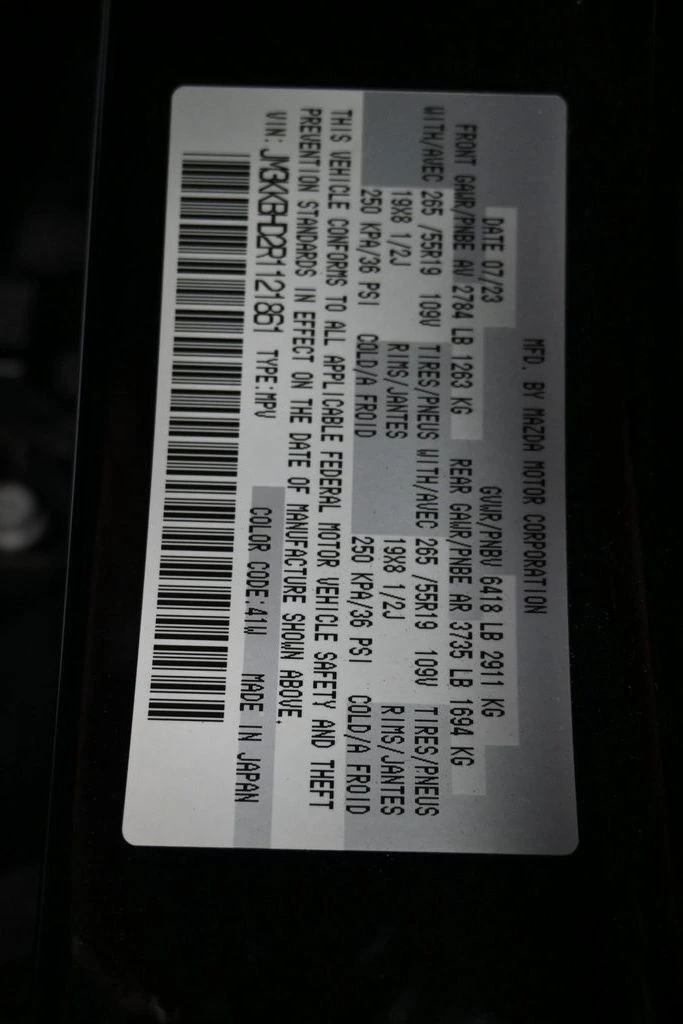 MFD. BY MAZDA MOTOR CORPORATION
DATE 07/23 GVWR/PNBV 6418 LB 2911 KG
FRONT GAWR/PNBE AV 2784 LB 1263 KG REAR GAWR/PNBE AR 3735 LB 1694 KG
WITH/AVEC 265 /55R19 109V TIRES/PNEUS WITH/AVEC 265 /55R19 109V TIRES/PNEUS
19X8 1/2J RIMS/JANTES 19X8 1/2J RIMS/JANTES
250 KPA/36 PSI COLD/A FROID 250 KPA/36 PSI COLD/A FROID
THIS VEHICLE CONFORMS TO ALL APPLICABLE FEDERAL MOTOR VEHICLE SAFETY AND THEFT
PREVENTION STANDARDS IN EFFECT ON THE DATE OF MANUFACTURE SHOWN ABOVE.
VIN: JM3KKBHD2R1121861 TYPE:MPV COLOR CODE:41W MADE IN JAPAN